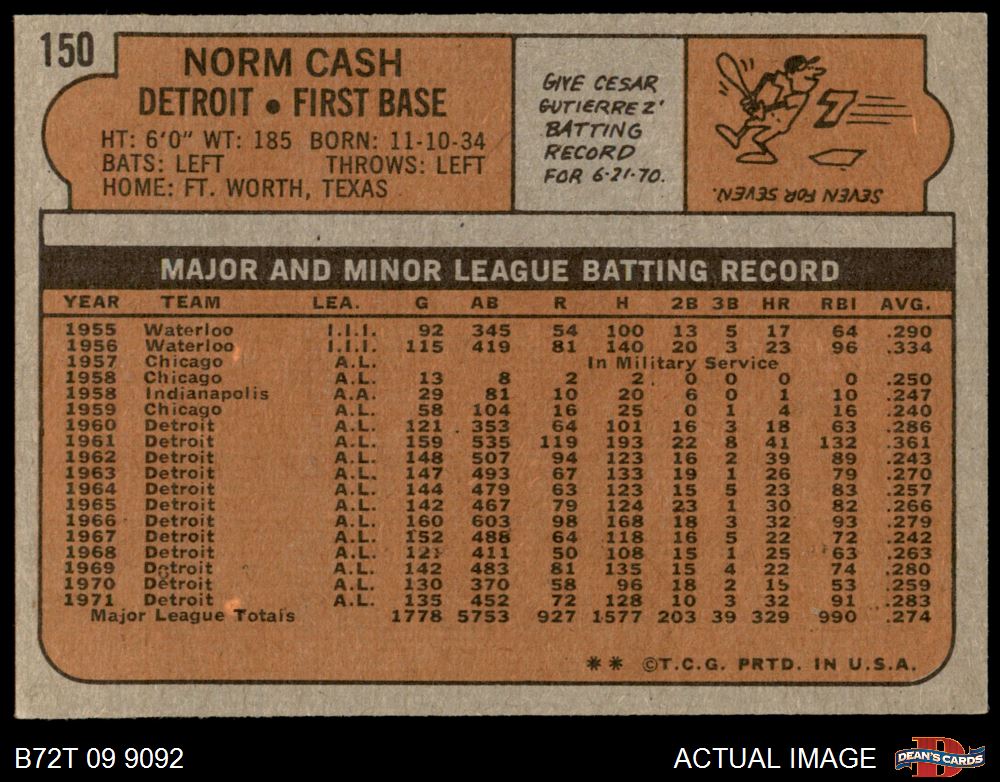 150
NORM CASH
DETROIT • FIRST BASE
HT: 6'0" WT: 185 BORN: 11-10-34
BATS: LEFT THROWS: LEFT
HOME: FT. WORTH, TEXAS
GIVE CESAR
GUTIERREZ'
BATTING
RECORD
FOR 6-21-70.
7
SEVEN FOR SEVEN.
MAJOR AND MINOR LEAGUE BATTING RECORD
YEAR TEAM LEA. G AB R H 2B 3B HR RBI AVG.
1955 Waterloo I.I.I. 92 345 54 100 13 5 17 64 .290
1956 Waterloo I.I.I. 115 419 81 140 20 3 23 96 .334
1957 Chicago A.L. In Military Service
1958 Chicago A.L. 13 8 2 2 0 0 0 0 .250
1958 Indianapolis A.A. 29 81 10 20 6 0 1 10 .247
1959 Chicago A.L. 58 104 16 25 0 1 4 16 .240
1960 Detroit A.L. 121 353 64 101 16 3 18 63 .286
1961 Detroit A.L. 159 535 119 193 22 8 41 132 .361
1962 Detroit A.L. 148 507 94 123 16 2 39 89 .243
1963 Detroit A.L. 147 493 67 133 19 1 26 79 .270
1964 Detroit A.L. 144 479 63 123 15 5 23 83 .257
1965 Detroit A.L. 142 467 79 124 23 1 30 82 .266
1966 Detroit A.L. 160 603 98 168 18 3 32 93 .279
1967 Detroit A.L. 152 488 64 118 16 5 22 72 .242
1968 Detroit A.L. 121 411 50 108 15 1 25 63 .263
1969 Detroit A.L. 142 483 81 135 15 4 22 74 .280
1970 Detroit A.L. 130 370 58 96 18 2 15 53 .259
1971 Detroit A.L. 135 452 72 128 10 3 32 91 .283
Major League Totals 1778 5753 927 1577 203 39 329 990 .274
** ©T.C.G. PRTD. IN U.S.A.
B72T 09 9092
ACTUAL IMAGE
D
DEAN'S CARDS